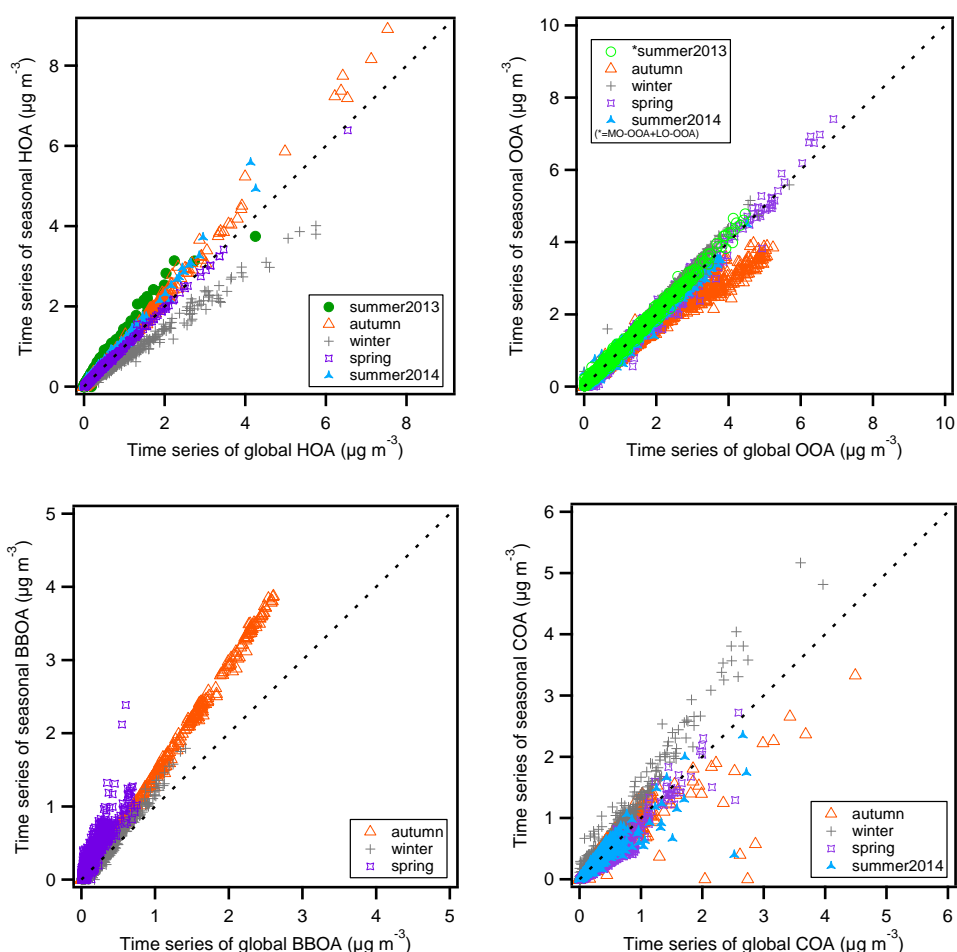 Time series of seasonal HOA (µg m-3)
8
6
4
2
0
0 2 4 6 8
Time series of global HOA (µg m-3)
summer2013
autumn
winter
spring
summer2014
Time series of seasonal OOA (µg m-3)
10
8
6
4
2
0
0 2 4 6 8 10
Time series of global OOA (µg m-3)
*summer2013
autumn
winter
spring
summer2014
(*=MO-OOA+LO-OOA)
Time series of seasonal BBOA (µg m-3)
5
4
3
2
1
0
0 1 2 3 4 5
Time series of global BBOA (µg m-3)
autumn
winter
spring
Time series of seasonal COA (µg m-3)
6
5
4
3
2
1
0
0 1 2 3 4 5 6
Time series of global COA (µg m-3)
autumn
winter
spring
summer2014